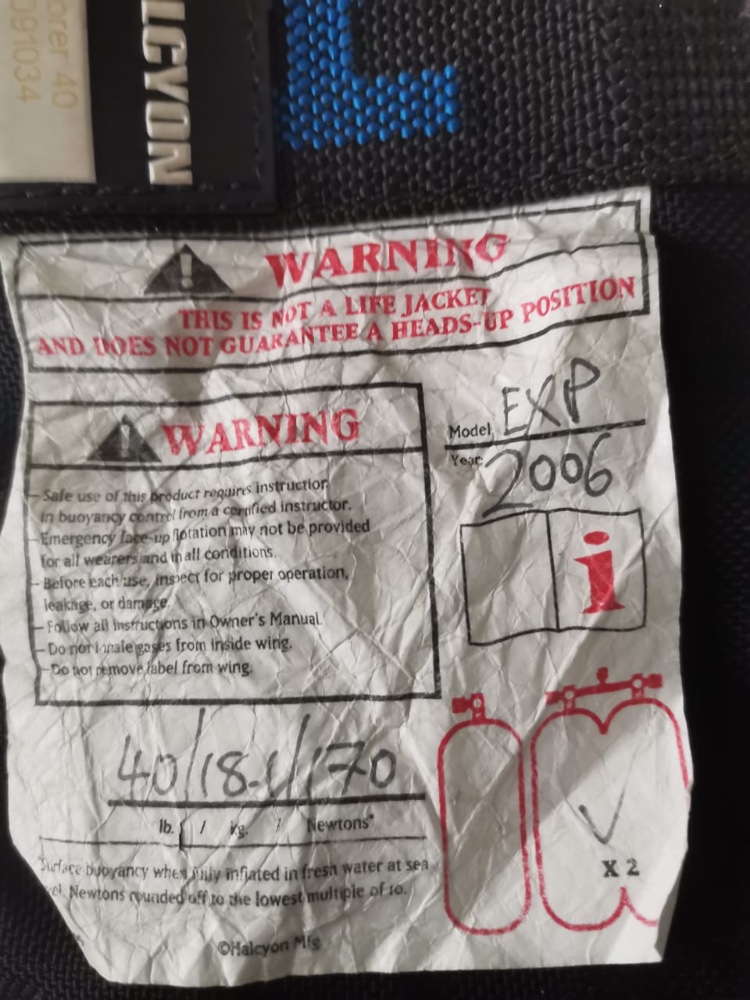 LCYON
orer 40
091034
WARNING
THIS IS NOT A LIFE JACKET
AND DOES NOT GUARANTEE A HEADS-UP POSITION
WARNING
- Safe use of this product requires instruction
in buoyancy control from a certified instructor.
- Emergency face-up flotation may not be provided
for all wearers and in all conditions.
- Before each use, inspect for proper operation,
leakage, or damage.
- Follow all instructions in Owner's Manual.
- Do not inhale gases from inside wing.
- Do not remove label from wing.
Model: EXP
Year: 2006
i
40/18.1/170
lb. / kg. / Newtons*
*Surface buoyancy when fully inflated in fresh water at sea
el. Newtons rounded off to the lowest multiple of 10.
©Halcyon Mfg
X 2